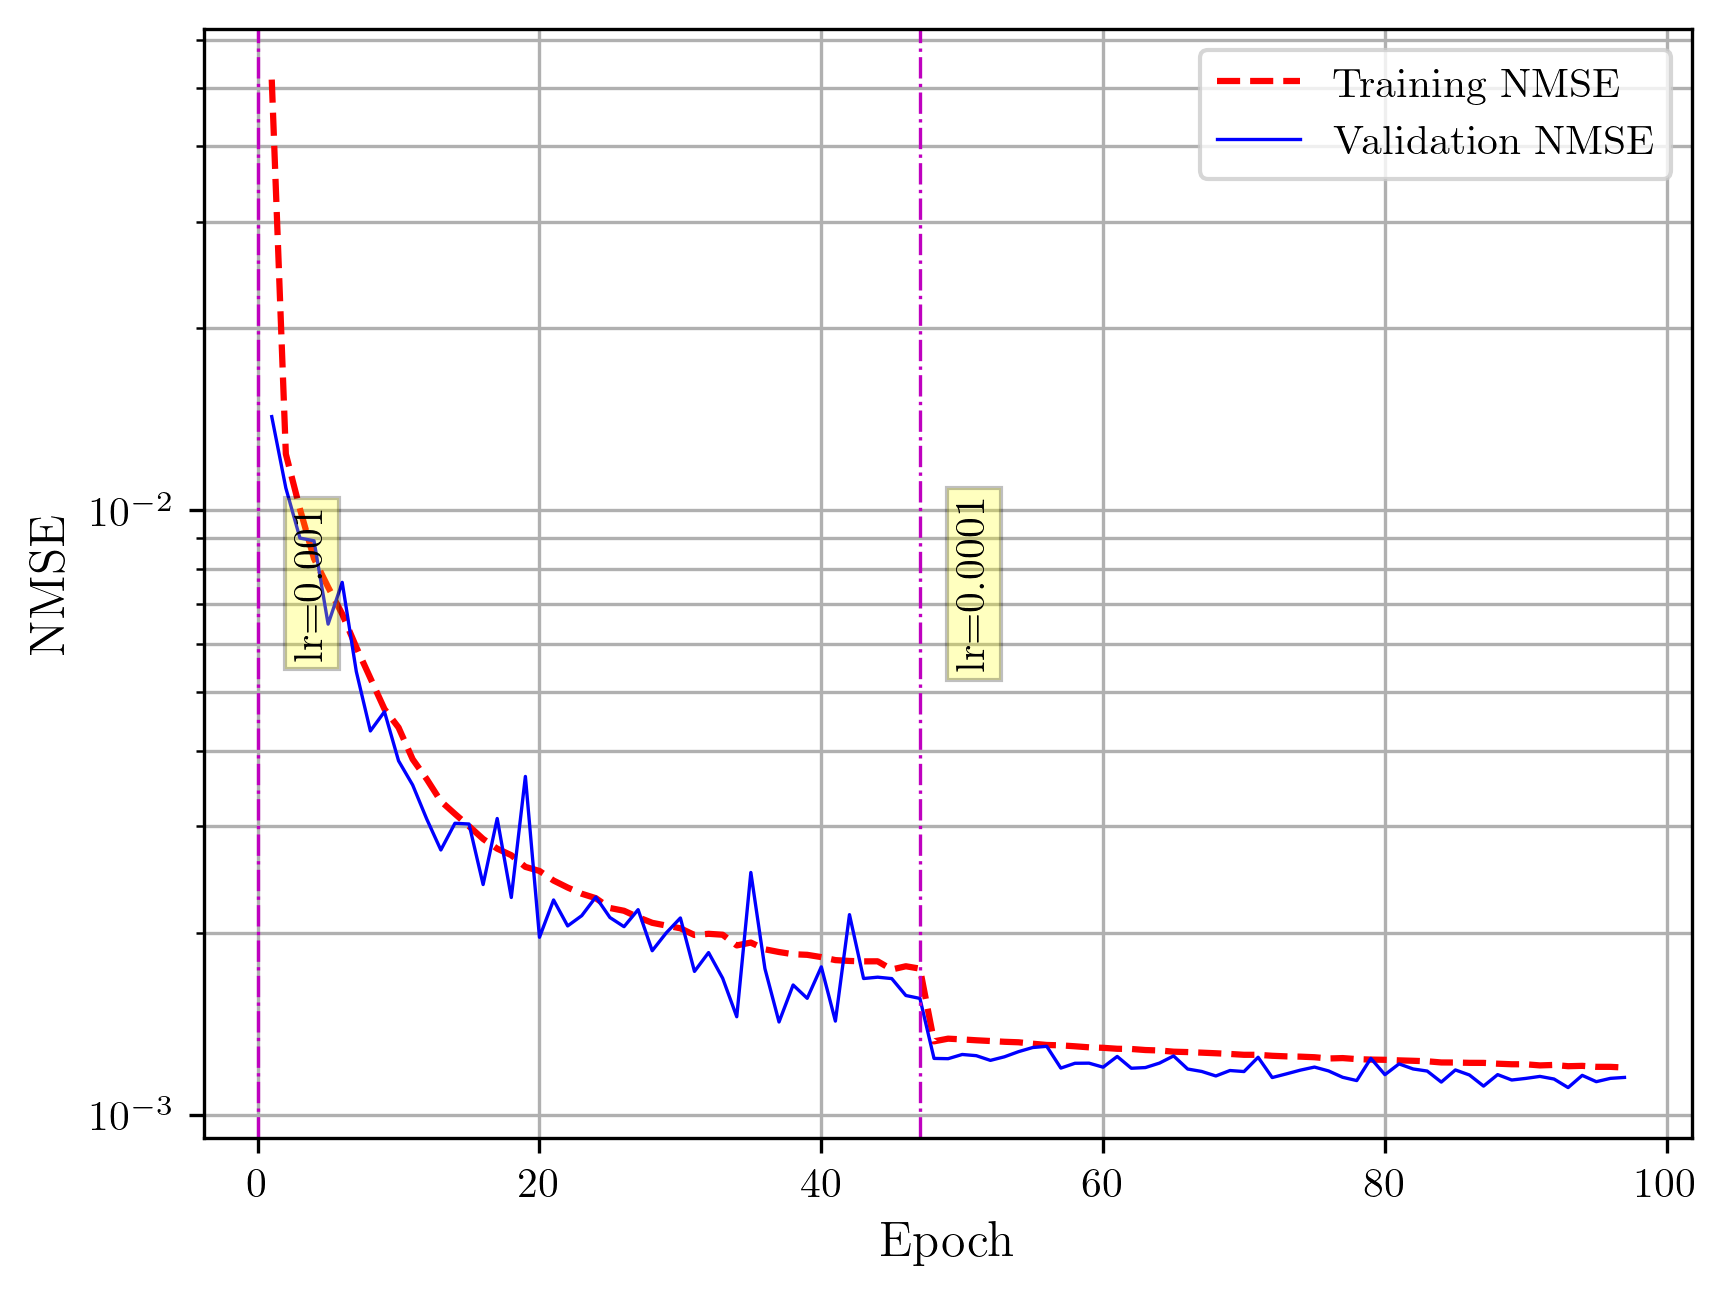 Training NMSE
Validation NMSE
NMSE
10⁻²
10⁻³
lr=0.001
lr=0.0001
0 20 40 60 80 100
Epoch